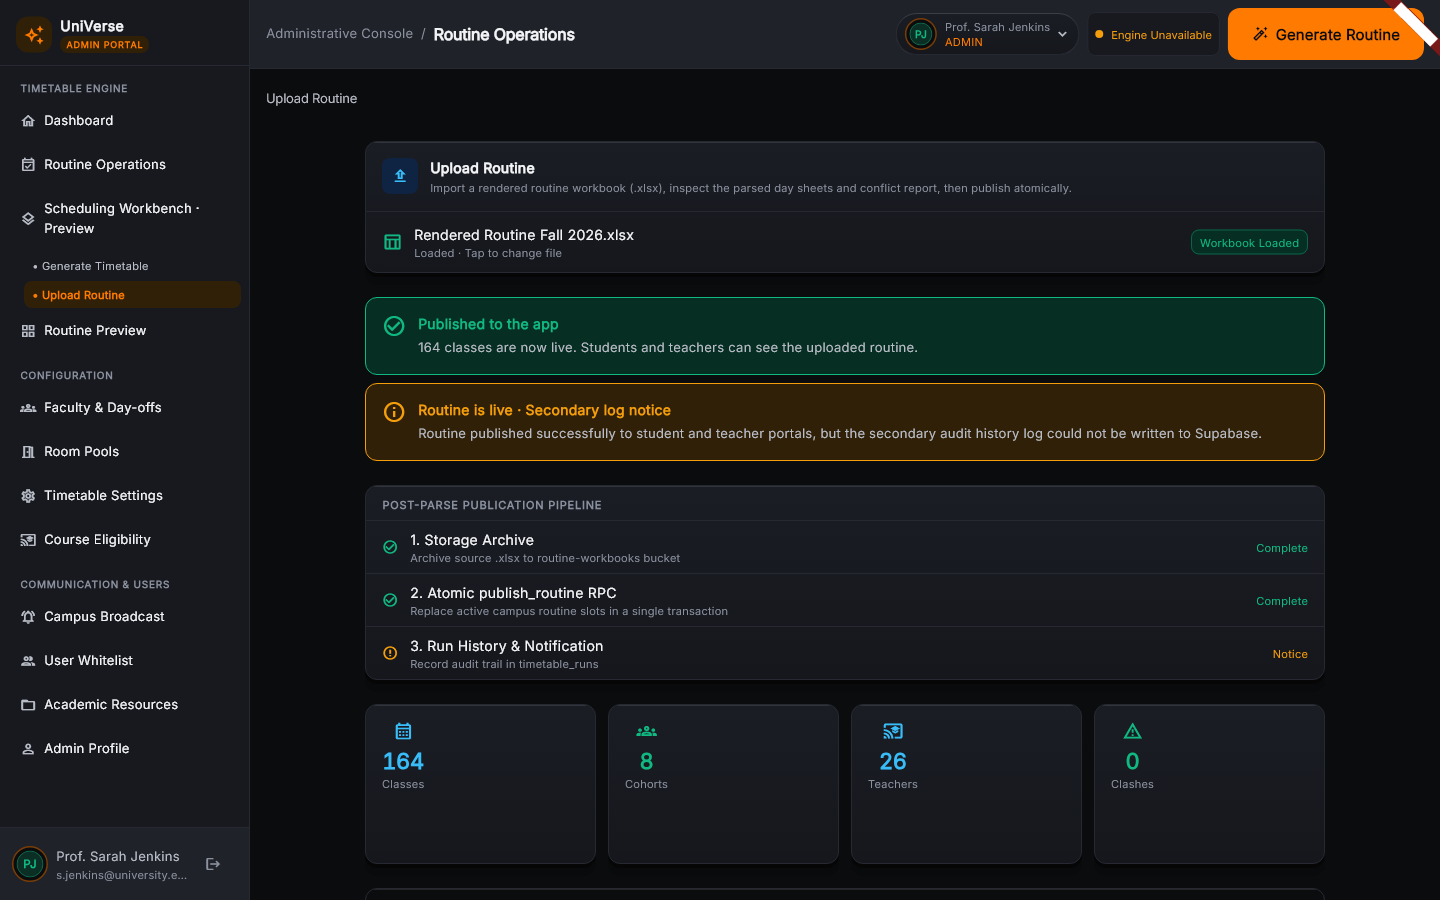 UniVerse
ADMIN PORTAL
TIMETABLE ENGINE
Dashboard
Routine Operations
Scheduling Workbench ·
Preview
• Generate Timetable
• Upload Routine
Routine Preview
CONFIGURATION
Faculty & Day-offs
Room Pools
Timetable Settings
Course Eligibility
COMMUNICATION & USERS
Campus Broadcast
User Whitelist
Academic Resources
Admin Profile
PJ
Prof. Sarah Jenkins
s.jenkins@university.e...
Administrative Console / Routine Operations
PJ
Prof. Sarah Jenkins
ADMIN
Engine Unavailable
Generate Routine
Upload Routine
Upload Routine
Import a rendered routine workbook (.xlsx), inspect the parsed day sheets and conflict report, then publish atomically.
Rendered Routine Fall 2026.xlsx
Loaded · Tap to change file
Workbook Loaded
Published to the app
164 classes are now live. Students and teachers can see the uploaded routine.
Routine is live · Secondary log notice
Routine published successfully to student and teacher portals, but the secondary audit history log could not be written to Supabase.
POST-PARSE PUBLICATION PIPELINE
1. Storage Archive
Archive source .xlsx to routine-workbooks bucket
Complete
2. Atomic publish_routine RPC
Replace active campus routine slots in a single transaction
Complete
3. Run History & Notification
Record audit trail in timetable_runs
Notice
164
Classes
8
Cohorts
26
Teachers
0
Clashes